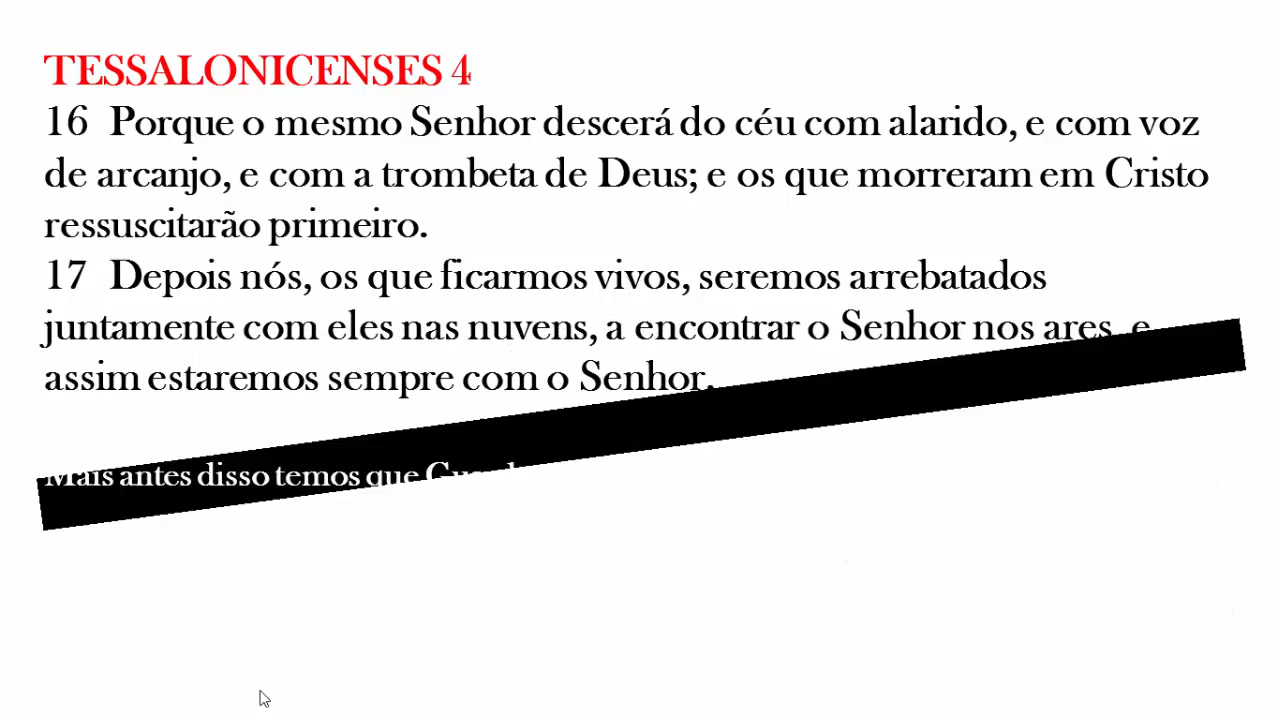 TESSALONICENSES 4
16 Porque o mesmo Senhor descerá do céu com alarido, e com voz
de arcanjo, e com a trombeta de Deus; e os que morreram em Cristo
ressuscitarão primeiro.
17 Depois nós, os que ficarmos vivos, seremos arrebatados
juntamente com eles nas nuvens, a encontrar o Senhor nos ares, e
assim estaremos sempre com o Senhor.
Mais antes disso temos que